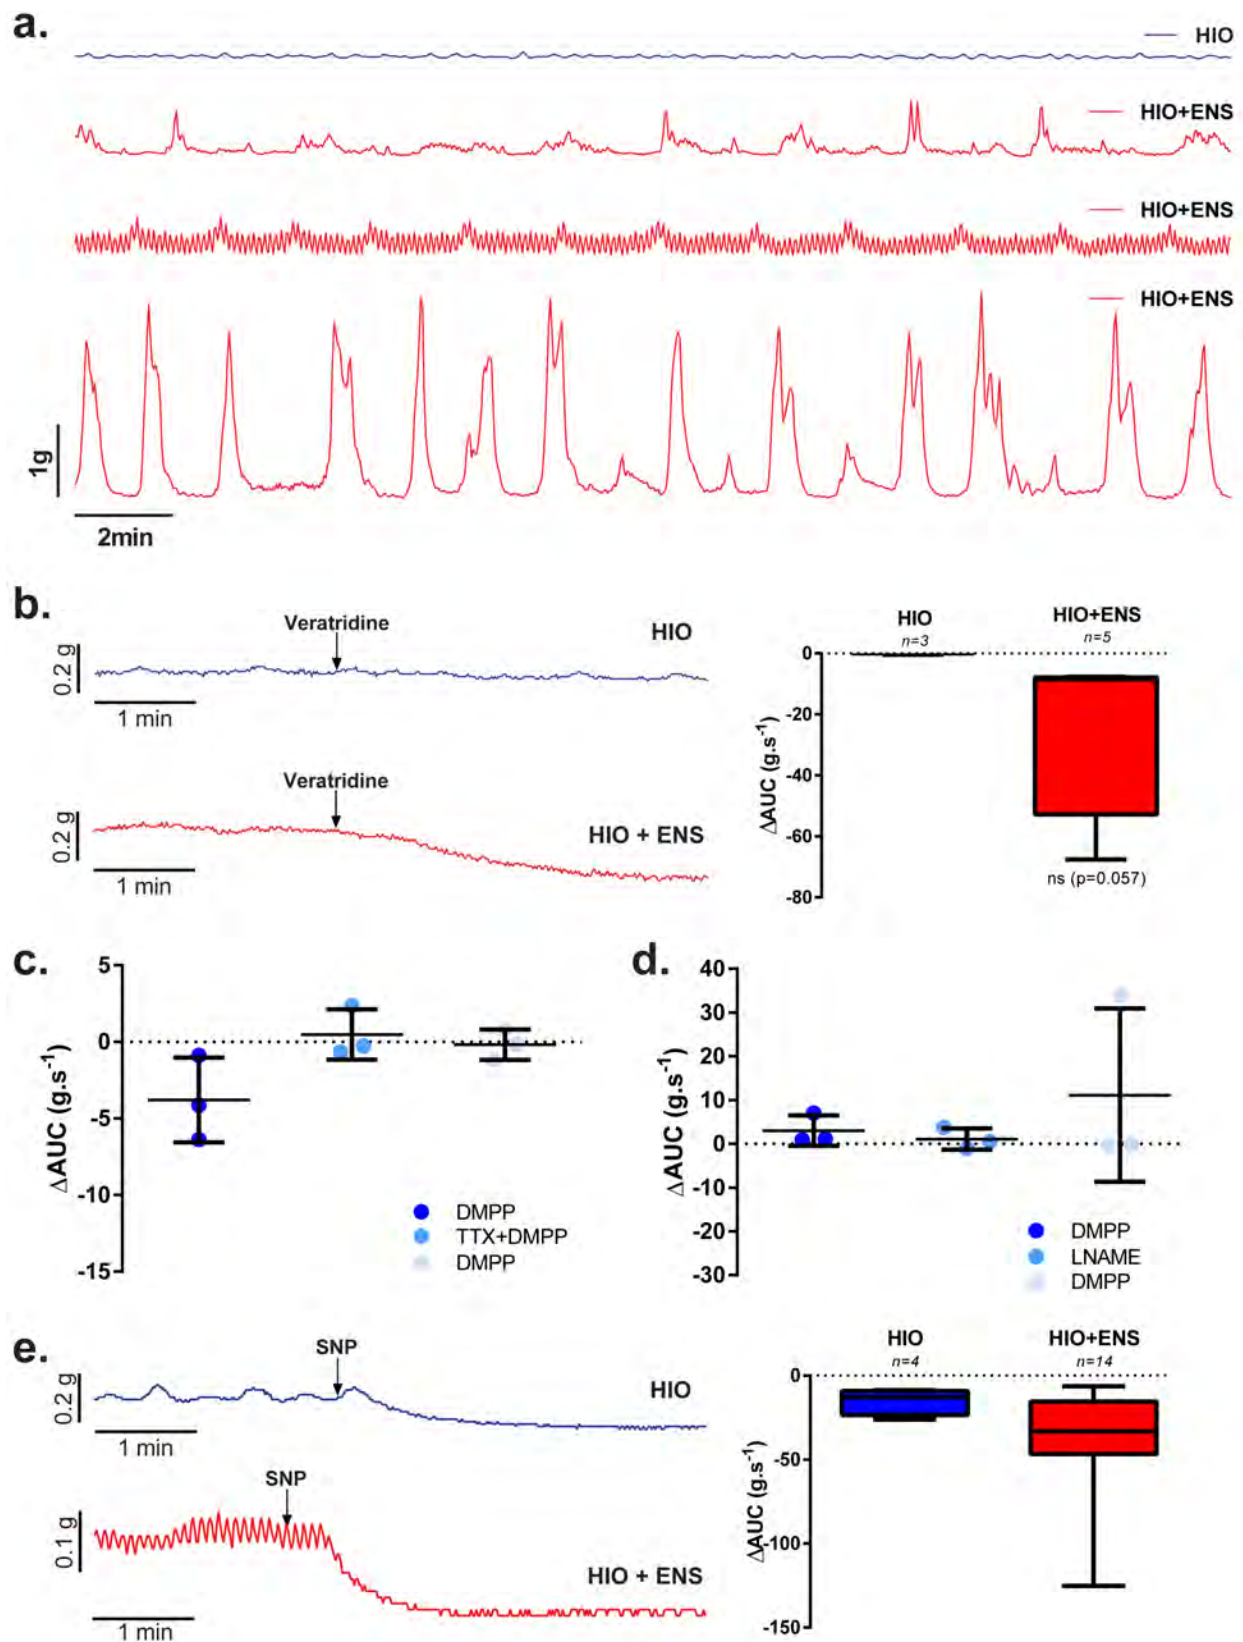 a.
HIO
HIO+ENS
HIO+ENS
HIO+ENS
1g
2min
b.
Veratridine
HIO
0.2 g
1 min
Veratridine
HIO + ENS
0.2 g
1 min
HIO
n=3
HIO+ENS
n=5
ΔAUC (g.s-1)
0
-20
-40
-60
-80
ns (p=0.057)
c.
ΔAUC (g.s-1)
5
0
-5
-10
-15
DMPP
TTX+DMPP
DMPP
d.
ΔAUC (g.s-1)
40
30
20
10
0
-10
-20
-30
DMPP
LNAME
DMPP
e.
SNP
HIO
0.2 g
1 min
SNP
HIO + ENS
0.1 g
1 min
HIO
n=4
HIO+ENS
n=14
ΔAUC (g.s-1)
0
-50
-100
-150